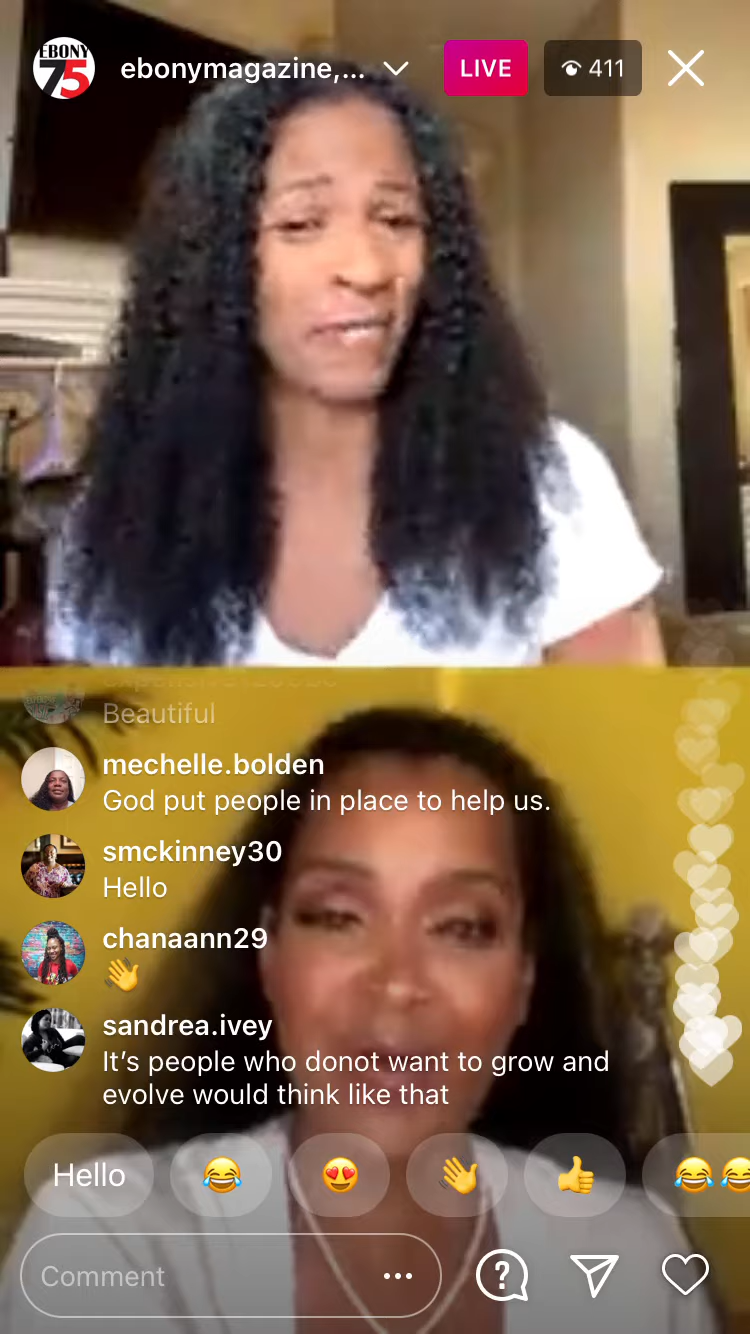 EBONY
75
ebonymagazine,...
LIVE
411
Beautiful
mechelle.bolden
God put people in place to help us.
smckinney30
Hello
chanaann29
👋
sandrea.ivey
It’s people who donot want to grow and
evolve would think like that
Hello 😂 😍 👋 👍 😂😂
Comment